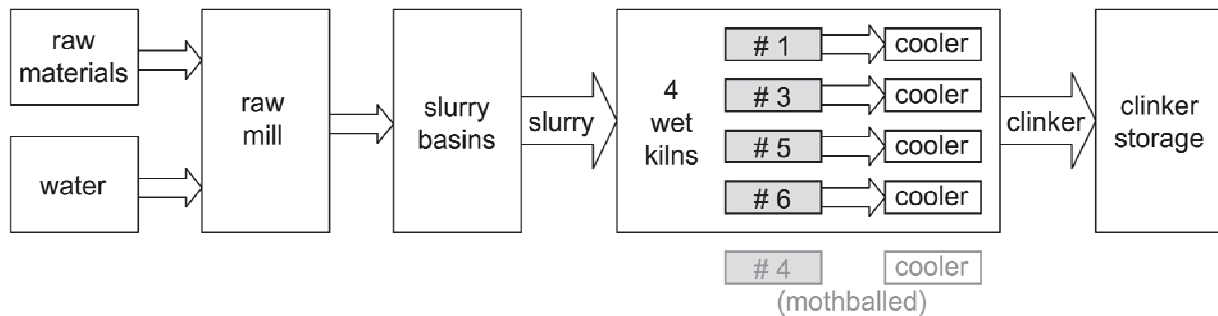 raw
materials
water
raw
mill
slurry
basins
slurry
4
wet
kilns
# 1
cooler
# 3
cooler
# 5
cooler
# 6
cooler
# 4
cooler
(mothballed)
clinker
clinker
storage